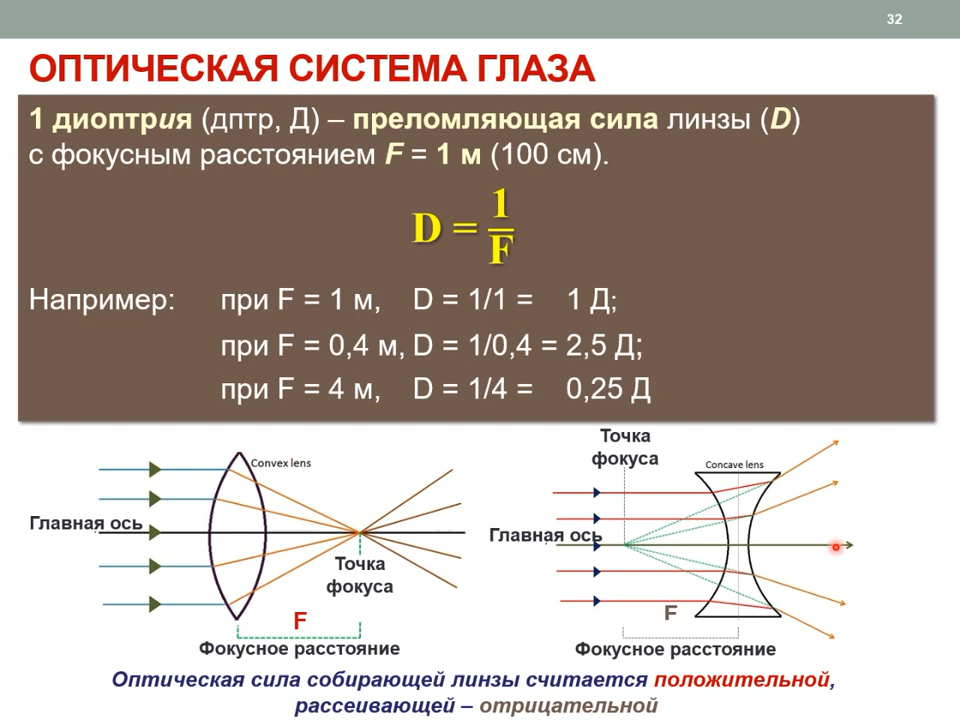 32
ОПТИЧЕСКАЯ СИСТЕМА ГЛАЗА
1 диоптрия (дптр, Д) – преломляющая сила линзы (D)
с фокусным расстоянием F = 1 м (100 см).
D = 1/F
Например: при F = 1 м, D = 1/1 = 1 Д;
при F = 0,4 м, D = 1/0,4 = 2,5 Д;
при F = 4 м, D = 1/4 = 0,25 Д
Convex lens
Главная ось
Точка
фокуса
F
Фокусное расстояние
Точка
фокуса
Concave lens
Главная ось
F
Фокусное расстояние
Оптическая сила собирающей линзы считается положительной,
рассеивающей – отрицательной